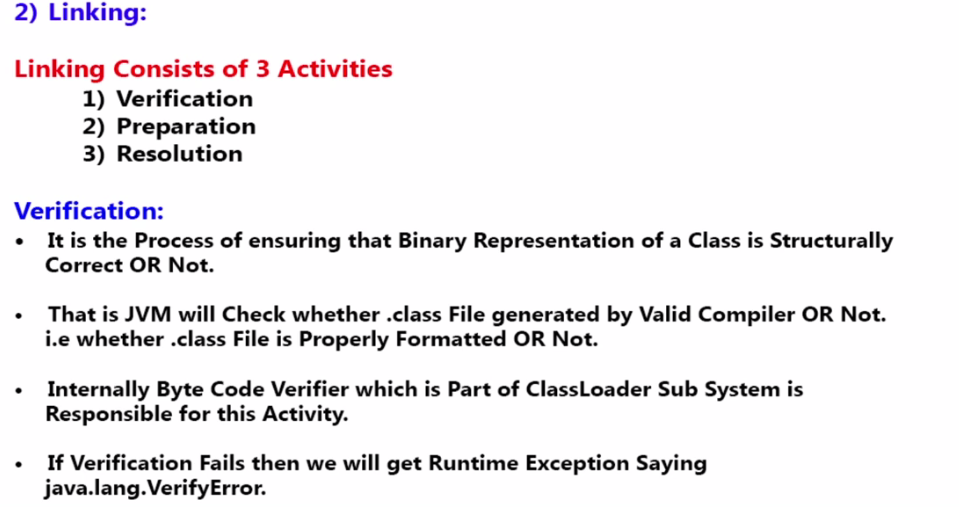 2) Linking:
Linking Consists of 3 Activities
1) Verification
2) Preparation
3) Resolution
Verification:
• It is the Process of ensuring that Binary Representation of a Class is Structurally
Correct OR Not.
• That is JVM will Check whether .class File generated by Valid Compiler OR Not.
i.e whether .class File is Properly Formatted OR Not.
• Internally Byte Code Verifier which is Part of ClassLoader Sub System is
Responsible for this Activity.
• If Verification Fails then we will get Runtime Exception Saying
java.lang.VerifyError.